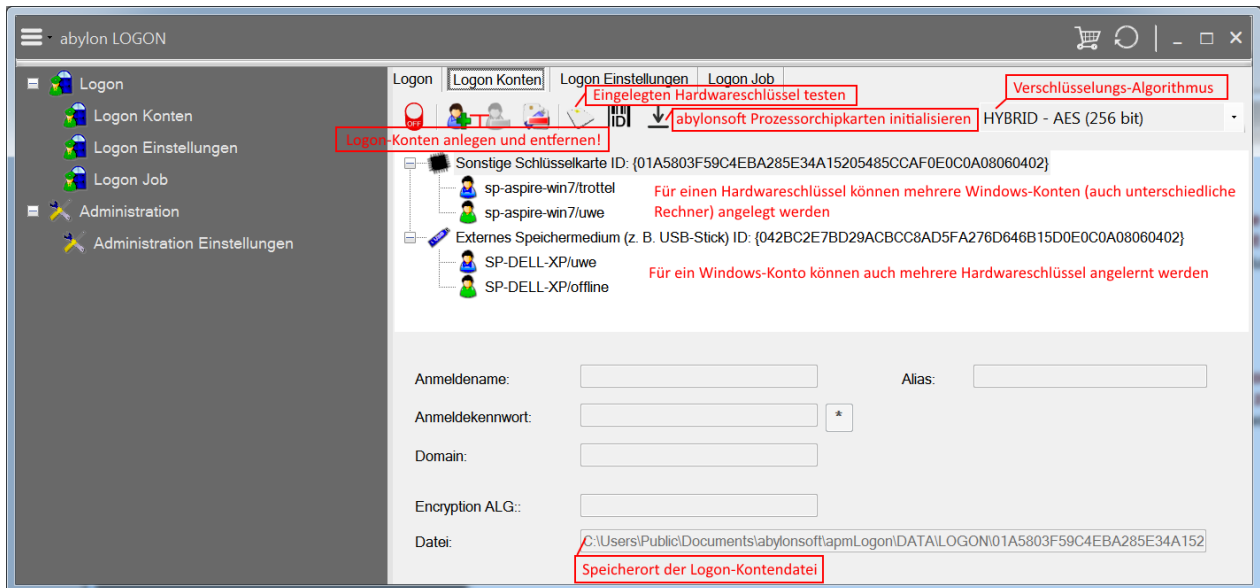 abylon LOGON
Logon
Logon Konten
Logon Einstellungen
Logon Job
Administration
Administration Einstellungen
Logon Logon Konten Logon Einstellungen Logon Job
Eingelegten Hardwareschlüssel testen
Verschlüsselungs-Algorithmus
OFF
ID
abylonsoft Prozessorchipkarten initialisieren
HYBRID - AES (256 bit)
Logon-Konten anlegen und entfernen!
Sonstige Schlüsselkarte ID: {01A5803F59C4EBA285E34A15205485CCAF0E0C0A08060402}
sp-aspire-win7/trottel
Für einen Hardwareschlüssel können mehrere Windows-Konten (auch unterschiedliche
sp-aspire-win7/uwe
Rechner) angelegt werden
Externes Speichermedium (z. B. USB-Stick) ID: {042BC2E7BD29ACBCC8AD5FA276D646B15D0E0C0A08060402}
SP-DELL-XP/uwe
Für ein Windows-Konto können auch mehrere Hardwareschlüssel angelernt werden
SP-DELL-XP/offline
Anmeldename:
Alias:
Anmeldekennwort:
*
Domain:
Encryption ALG::
Datei:
C:\Users\Public\Documents\abylonsoft\apmLogon\DATA\LOGON\01A5803F59C4EBA285E34A152
Speicherort der Logon-Kontendatei